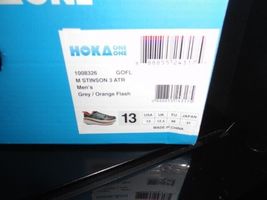 ONE
HOKA ONE ONE
1008326 GOFL
M STINSON 3 ATR
Men's
Grey / Orange Flash
13
USA UK EU JAPAN
MADE IN CHINA